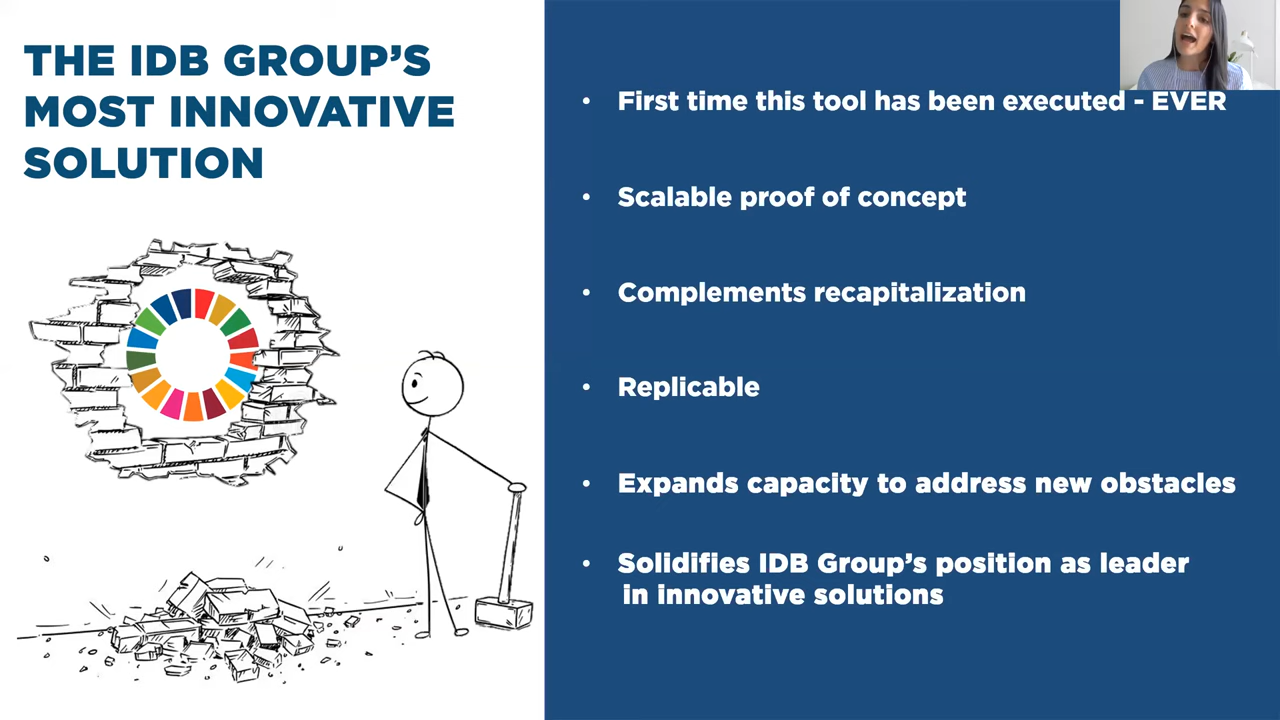 THE IDB GROUP’S
MOST INNOVATIVE
SOLUTION
• First time this tool has been executed - EVER
• Scalable proof of concept
• Complements recapitalization
• Replicable
• Expands capacity to address new obstacles
• Solidifies IDB Group’s position as leader
in innovative solutions